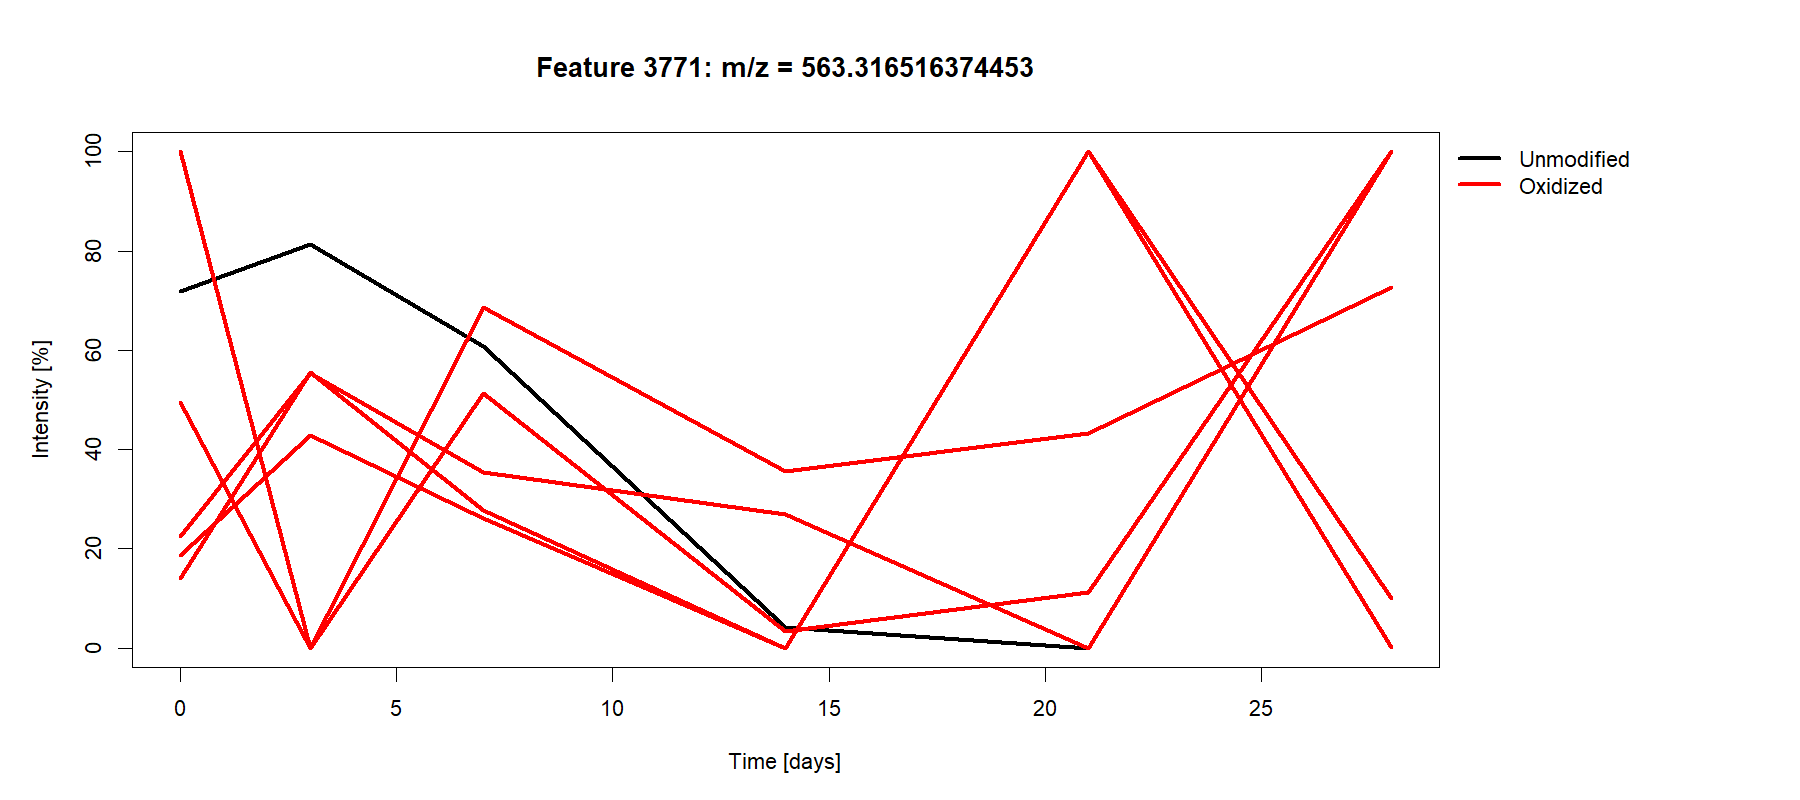 Feature 3771: m/z = 563.316516374453
Unmodified
Oxidized
Intensity [%]
100
80
60
40
20
0
0 5 10 15 20 25
Time [days]